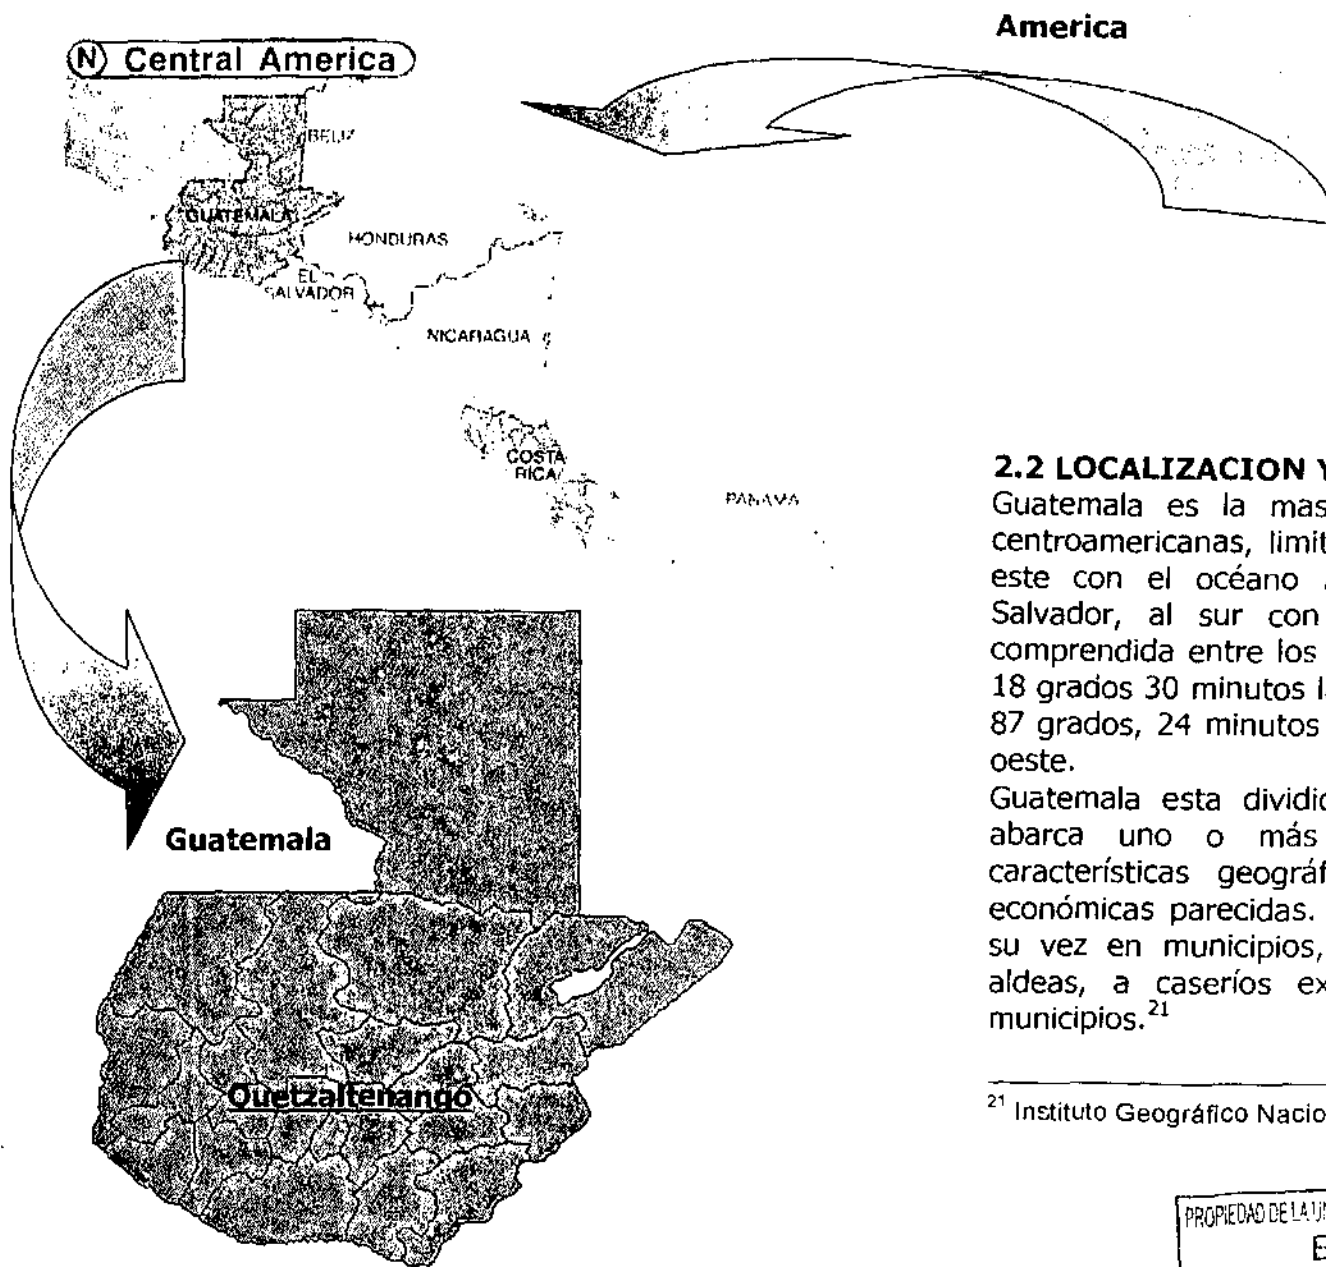 America
N Central America
BELIZ
GUATEMALA
HONDURAS
EL
SALVADOR
NICARAGUA
COSTA
RICA
PANAMA
Guatemala
Quetzaltenango
2.2 LOCALIZACION Y
Guatemala es la mas
centroamericanas, limit
este con el océano
Salvador, al sur con
comprendida entre los
18 grados 30 minutos l
87 grados, 24 minutos
oeste.
Guatemala esta dividid
abarca uno o más
características geográf
económicas parecidas.
su vez en municipios,
aldeas, a caseríos ex
municipios.²¹
²¹ Instituto Geográfico Nacio
PROPIEDAD DE LA UN